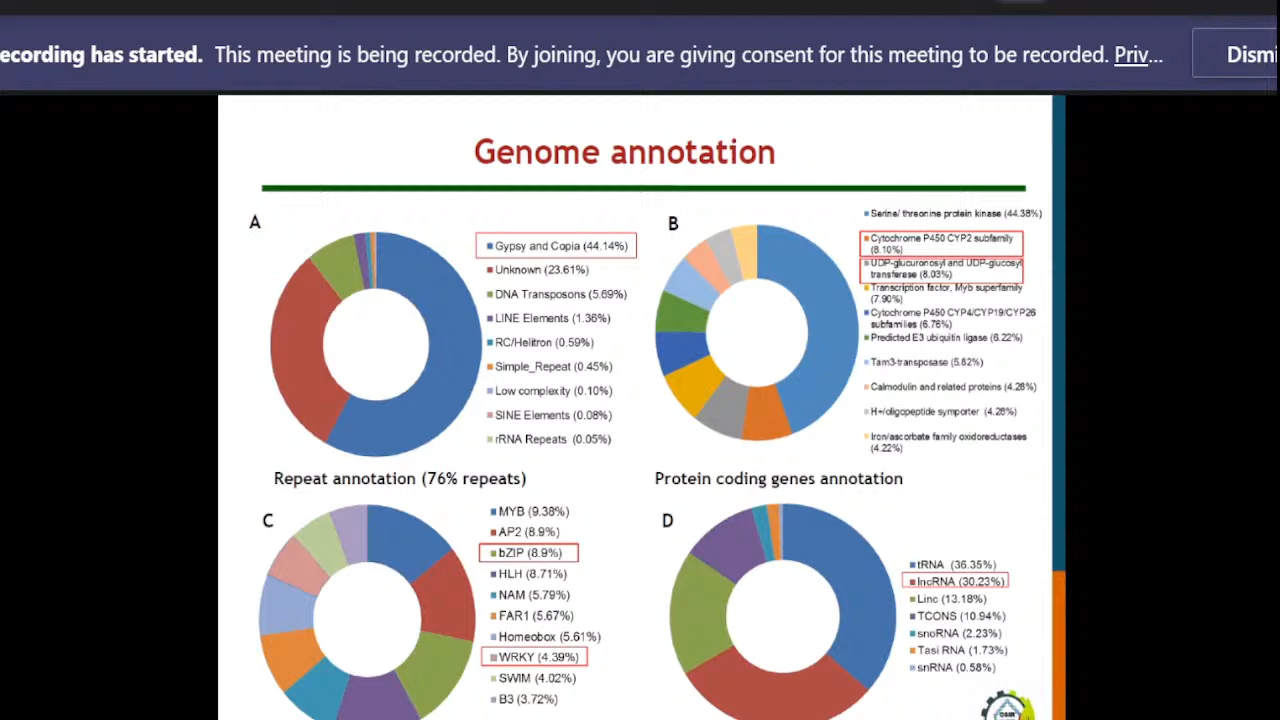 ecording has started. This meeting is being recorded. By joining, you are giving consent for this meeting to be recorded. Priv...
Dismi
Genome annotation
A
Gypsy and Copia (44.14%)
Unknown (23.61%)
DNA Transposons (5.69%)
LINE Elements (1.36%)
RC/Helitron (0.59%)
Simple_Repeat (0.45%)
Low complexity (0.10%)
SINE Elements (0.08%)
rRNA Repeats (0.05%)
Repeat annotation (76% repeats)
B
Serine/ threonine protein kinase (44.38%)
Cytochrome P450 CYP2 subfamily
(8.10%)
UDP-glucuronosyl and UDP-glucosyl
transferase (8.03%)
Transcription factor, Myb superfamily
(7.90%)
Cytochrome P450 CYP4/CYP19/CYP26
subfamilies (6.76%)
Predicted E3 ubiquitin ligase (6.22%)
Tam3-transposase (5.82%)
Calmodulin and related proteins (4.28%)
H+/oligopeptide symporter (4.28%)
Iron/ascorbate family oxidoreductases
(4.22%)
Protein coding genes annotation
C
MYB (9.38%)
AP2 (8.9%)
bZIP (8.9%)
HLH (8.71%)
NAM (5.79%)
FAR1 (5.67%)
Homeobox (5.61%)
WRKY (4.39%)
SWIM (4.02%)
B3 (3.72%)
D
tRNA (36.35%)
lncRNA (30.23%)
Linc (13.18%)
TCONS (10.94%)
snoRNA (2.23%)
Tasi RNA (1.73%)
snRNA (0.58%)